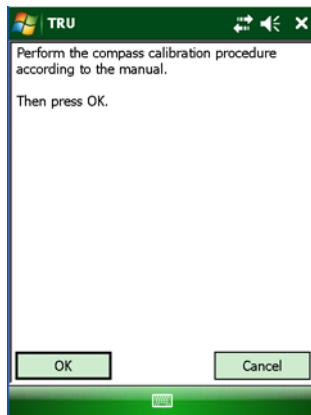 TRU
Perform the compass calibration procedure
according to the manual.
Then press OK.
OK
Cancel